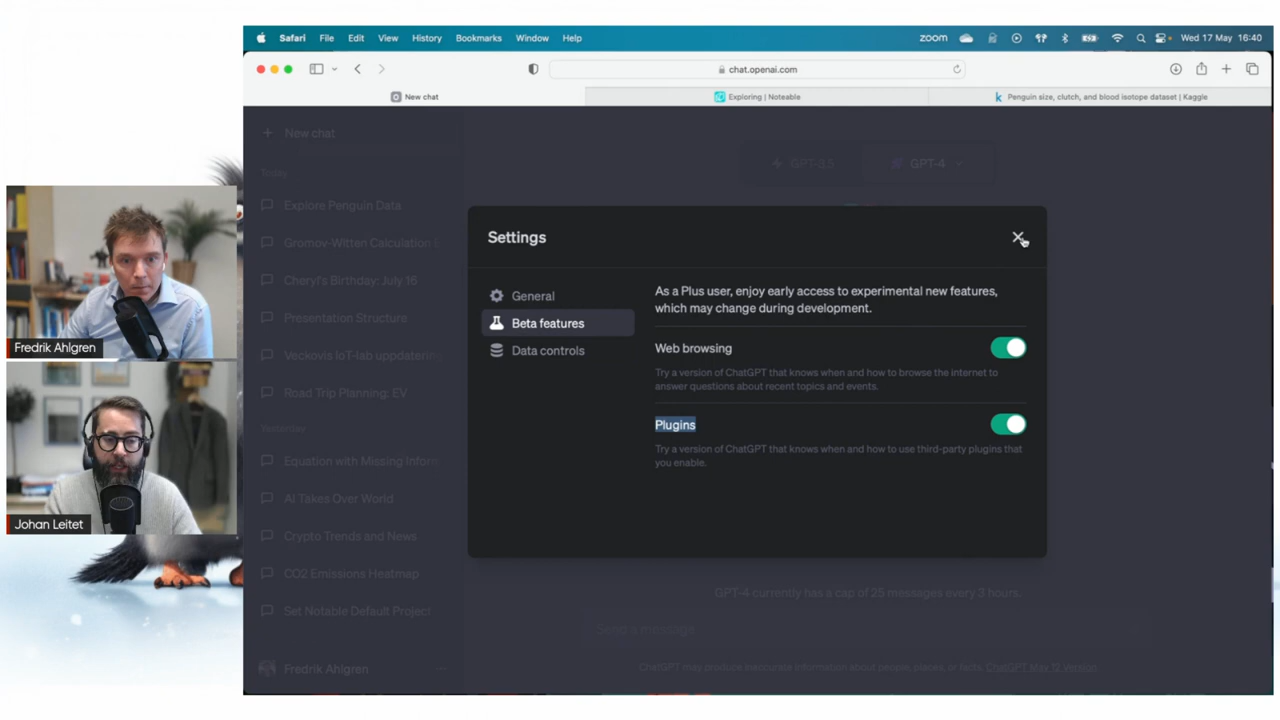 Safari File Edit View History Bookmarks Window Help
zoom
Wed 17 May 16:40
chat.openai.com
New chat
Exploring | Noteable
Penguin size, clutch, and blood isotope dataset | Kaggle
+ New chat
GPT-3.5
GPT-4
Today
Explore Penguin Data
Gromov-Witten Calculation
Cheryl's Birthday: July 16
Presentation Structure
Veckovis IoT-lab uppdatering
Road Trip Planning: EV
Yesterday
Equation with Missing Inform
AI Takes Over World
Crypto Trends and News
CO2 Emissions Heatmap
Set Notable Default Project
Fredrik Ahlgren
Settings
General
Beta features
Data controls
As a Plus user, enjoy early access to experimental new features,
which may change during development.
Web browsing
Try a version of ChatGPT that knows when and how to browse the internet to
answer questions about recent topics and events.
Plugins
Try a version of ChatGPT that knows when and how to use third-party plugins that
you enable.
GPT-4 currently has a cap of 25 messages every 3 hours.
Send a message
ChatGPT may produce inaccurate information about people, places, or facts. ChatGPT May 12 Version
Fredrik Ahlgren
Johan Leitet